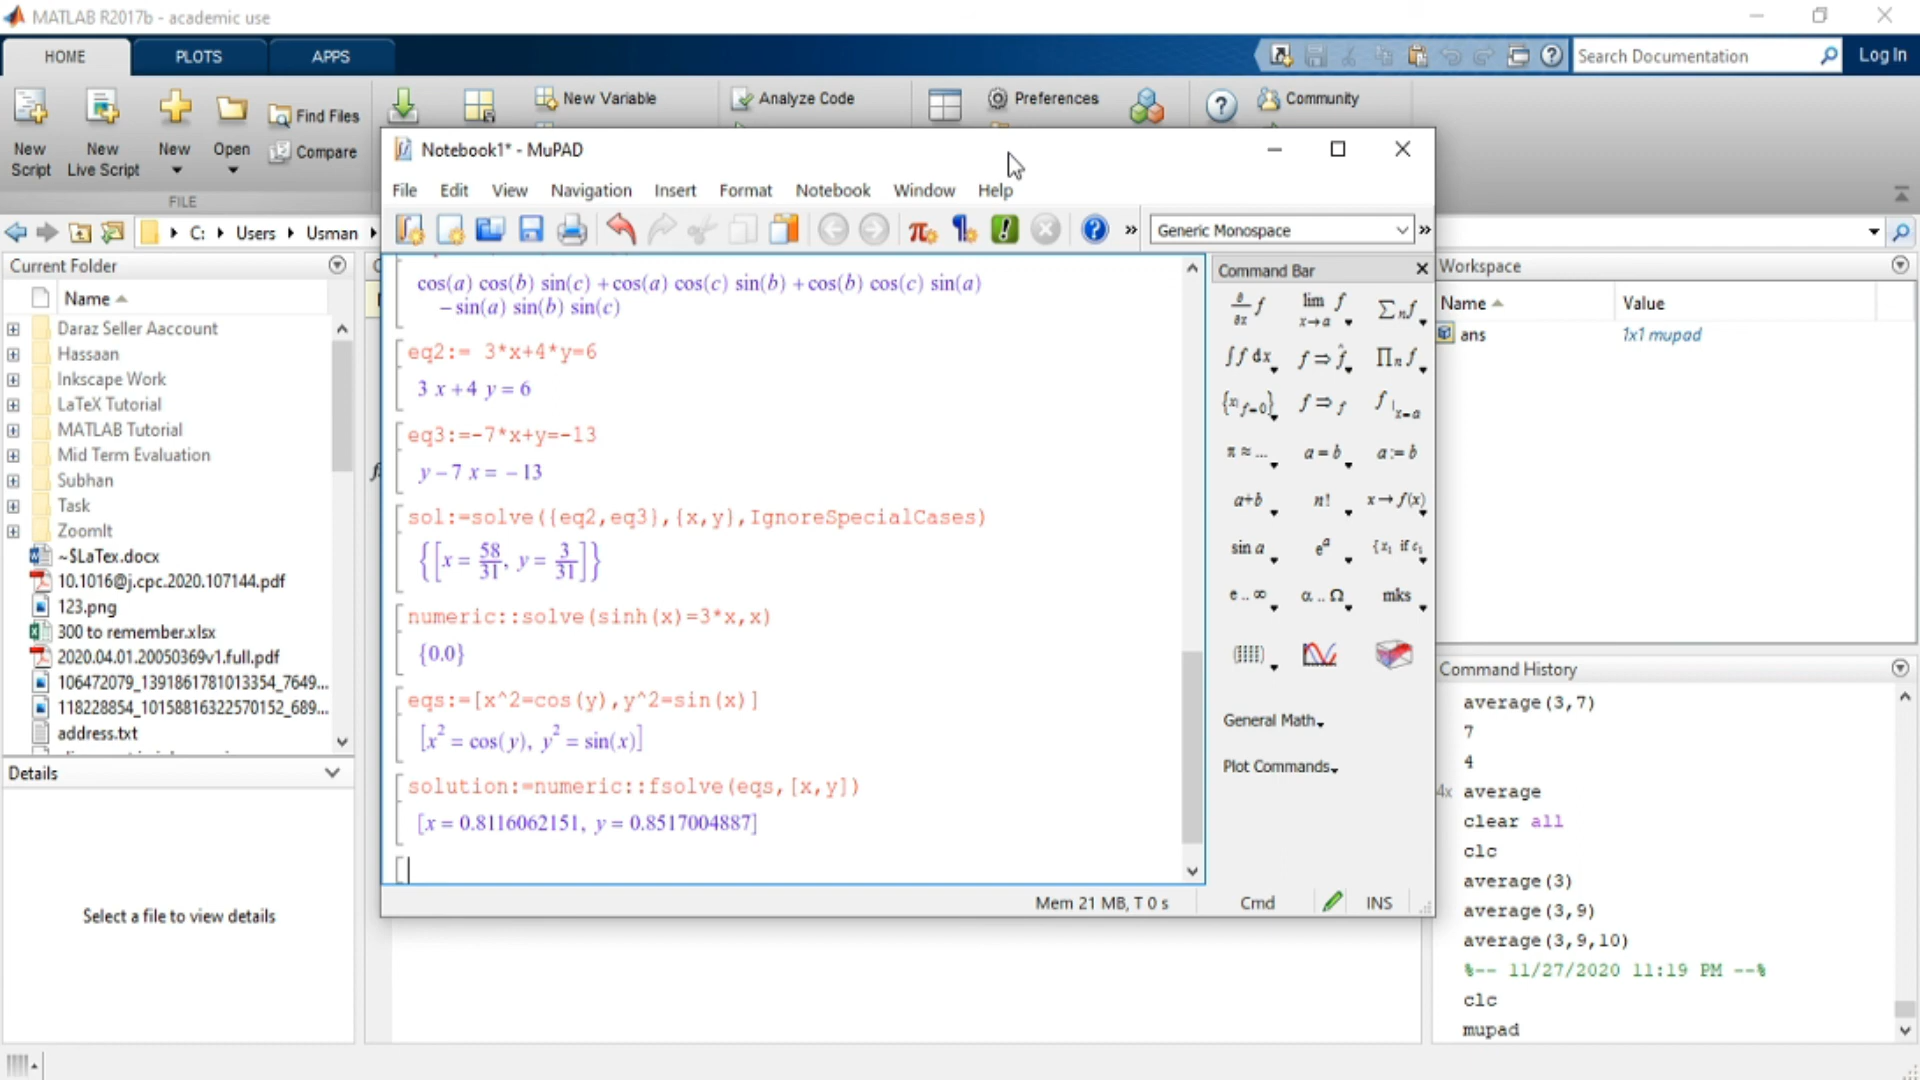 MATLAB R2017b - academic use
HOME
PLOTS
APPS
Search Documentation
Log In
New Script
New Live Script
New
Open
Find Files
Compare
FILE
New Variable
Analyze Code
Preferences
Community
C: ▸ Users ▸ Usman ▸
Current Folder
Name
Daraz Seller Aaccount
Hassaan
Inkscape Work
LaTeX Tutorial
MATLAB Tutorial
Mid Term Evaluation
Subhan
Task
ZoomIt
~$LaTex.docx
10.1016@j.cpc.2020.107144.pdf
123.png
300 to remember.xlsx
2020.04.01.20050369v1.full.pdf
106472079_1391861781013354_7649...
118228854_10158816322570152_689...
address.txt
Details
Select a file to view details
Notebook1* - MuPAD
File Edit View Navigation Insert Format Notebook Window Help
Generic Monospace
cos(a) cos(b) sin(c) + cos(a) cos(c) sin(b) + cos(b) cos(c) sin(a)
− sin(a) sin(b) sin(c)
eq2:= 3*x+4*y=6
3 x + 4 y = 6
eq3:=-7*x+y=-13
y − 7 x = −13
sol:=solve({eq2,eq3},{x,y},IgnoreSpecialCases)
{[x = 58/31, y = 3/31]}
numeric::solve(sinh(x)=3*x,x)
{0.0}
eqs:=[x^2=cos(y),y^2=sin(x)]
[x² = cos(y), y² = sin(x)]
solution:=numeric::fsolve(eqs,[x,y])
[x = 0.8116062151, y = 0.8517004887]
Mem 21 MB, T 0 s
Cmd
INS
Command Bar
∂/∂x f
lim x→a f
∑n f
∫f dx
f⇒f̂
∏n f
{x| f=0}
f⇒f
f |x=a
π≈...
a=b
a:=b
a+b
n!
x→f(x)
sin a
eᵃ
{x₁ if c₁
e..∞
α..Ω
mks
General Math
Plot Commands
Workspace
Name
Value
ans
1x1 mupad
Command History
average(3,7)
7
4
4x average
clear all
clc
average(3)
average(3,9)
average(3,9,10)
%-- 11/27/2020 11:19 PM --%
clc
mupad